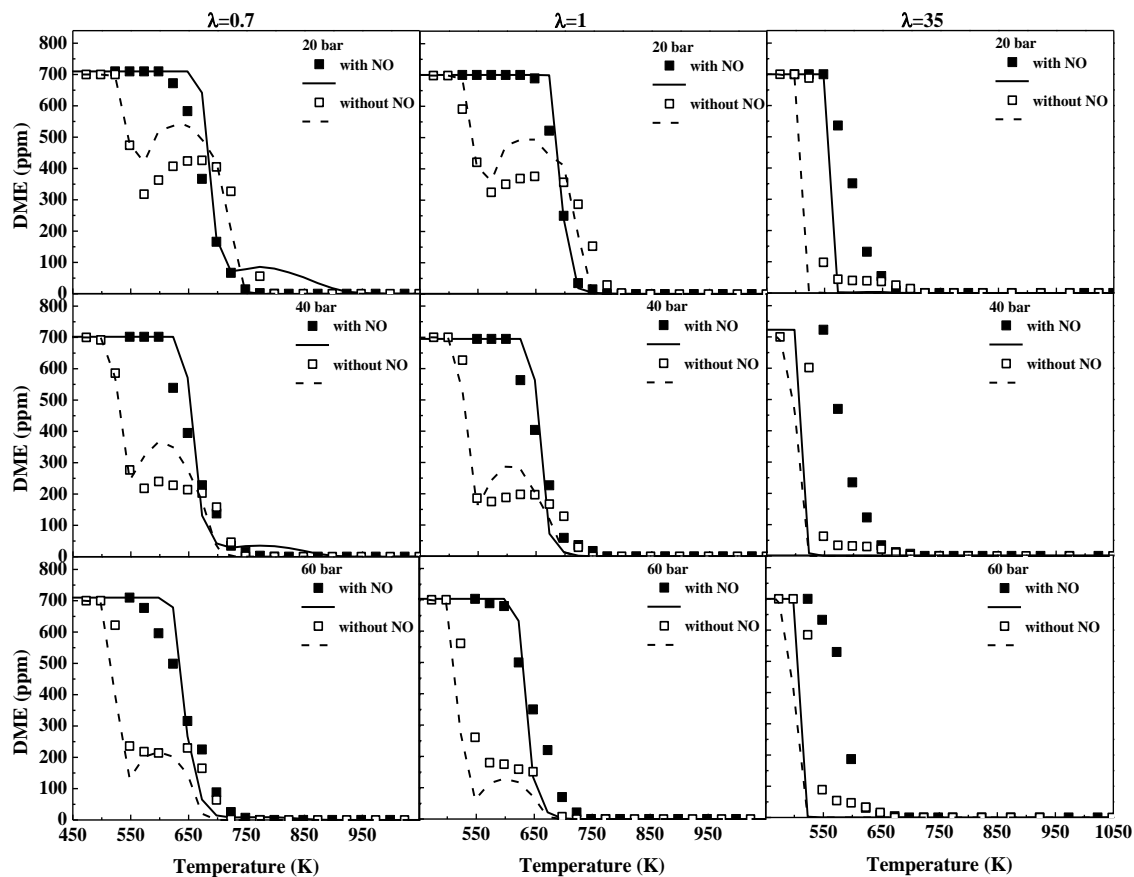 λ=0.7 λ=1 λ=35
800 20 bar 20 bar 20 bar
700 with NO with NO with NO
600 without NO without NO without NO
500
400
300
200
100
0
DME (ppm)
800 40 bar 40 bar 40 bar
700 with NO with NO with NO
600 without NO without NO without NO
500
400
300
200
100
0
DME (ppm)
800 60 bar 60 bar 60 bar
700 with NO with NO with NO
600 without NO without NO without NO
500
400
300
200
100
0
DME (ppm)
450 550 650 750 850 950 550 650 750 850 950 550 650 750 850 950 1050
Temperature (K) Temperature (K) Temperature (K)